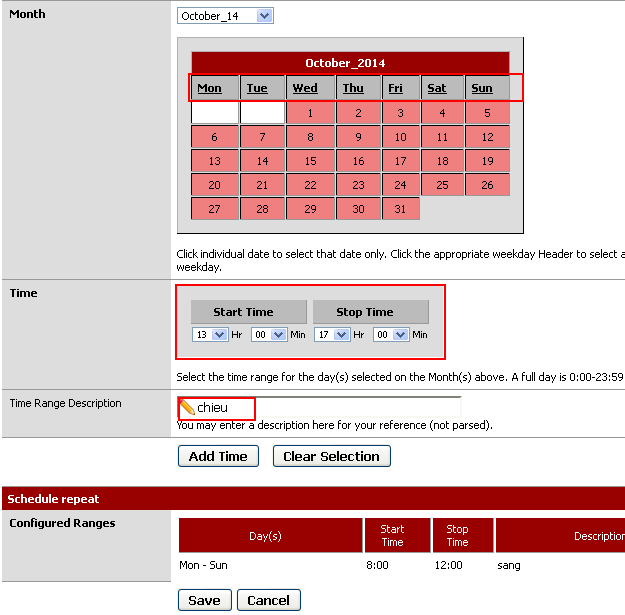 Month
October_14
October_2014
Mon Tue Wed Thu Fri Sat Sun
1 2 3 4 5
6 7 8 9 10 11 12
13 14 15 16 17 18 19
20 21 22 23 24 25 26
27 28 29 30 31
Click individual date to select that date only. Click the appropriate weekday Header to select a
weekday.
Time
Start Time Stop Time
13 Hr 00 Min 17 Hr 00 Min
Select the time range for the day(s) selected on the Month(s) above. A full day is 0:00-23:59
Time Range Description
chieu
You may enter a description here for your reference (not parsed).
Add Time Clear Selection
Schedule repeat
Configured Ranges
Day(s) Start Time Stop Time Description
Mon - Sun 8:00 12:00 sang
Save Cancel